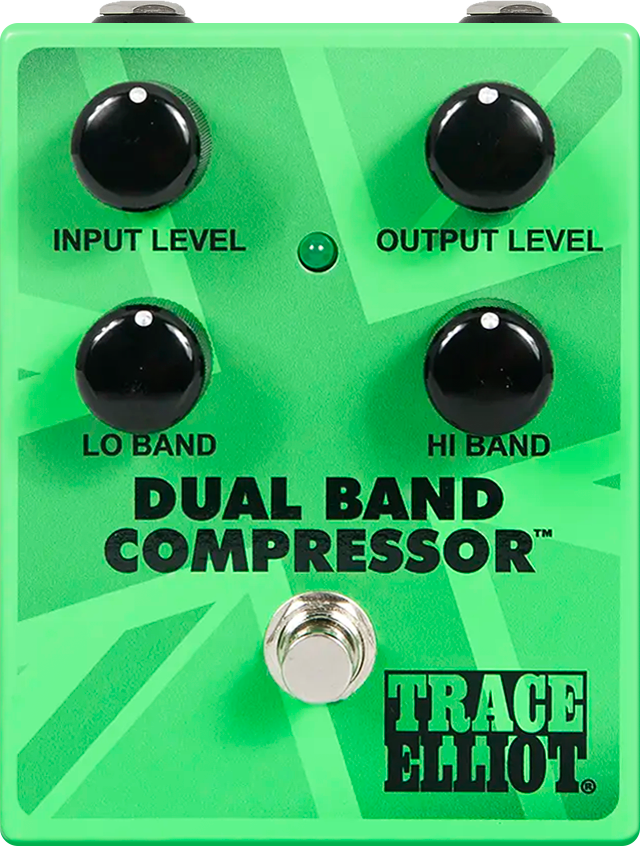 INPUT LEVEL
OUTPUT LEVEL
LO BAND
HI BAND
DUAL BAND
COMPRESSOR™
TRACE
ELLIOT®